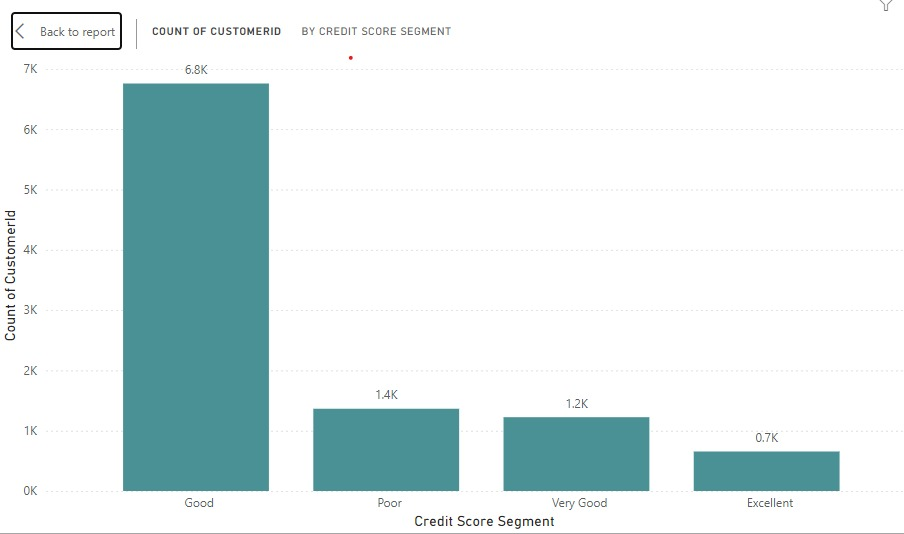 Back to report
COUNT OF CUSTOMERID BY CREDIT SCORE SEGMENT
7K
6K
5K
4K
3K
2K
1K
0K
Count of CustomerId
6.8K
1.4K
1.2K
0.7K
Good Poor Very Good Excellent
Credit Score Segment